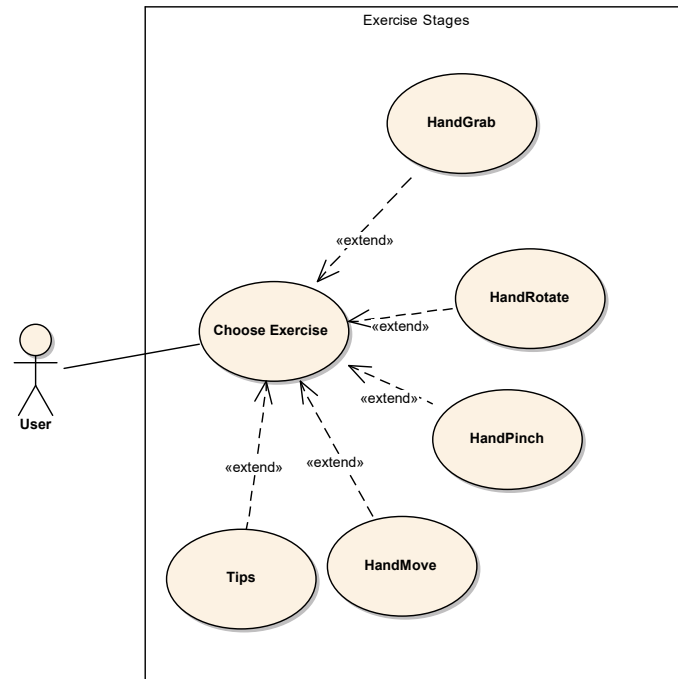 Exercise Stages
HandGrab
«extend»
HandRotate
Choose Exercise
«extend»
User
«extend»
HandPinch
«extend»
«extend»
Tips
HandMove